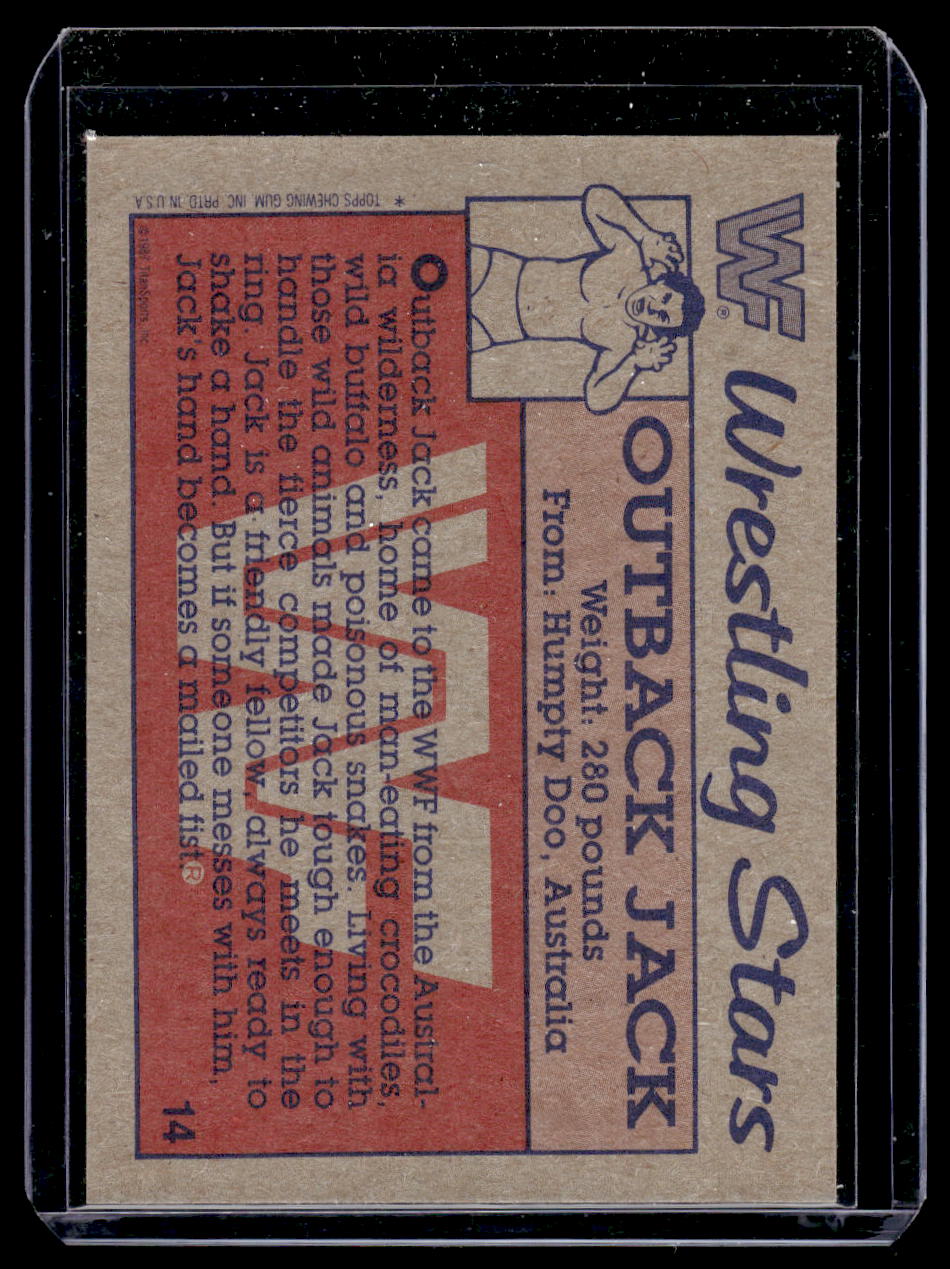 WF® Wrestling Stars
OUTBACK JACK
Weight: 280 pounds
From: Humpty Doo, Australia
Outback Jack came to the WWF from the Austral-
ia wilderness, home of man-eating crocodiles,
wild buffalo and poisonous snakes. Living with
those wild animals made Jack tough enough to
handle the fierce competitors he meets in the
ring. Jack is a friendly fellow, always ready to
shake a hand. But if someone messes with him,
Jack's hand becomes a mailed fist.®
14
* TOPPS CHEWING GUM, INC. PRTD. IN U.S.A.
Titan Sports, Inc.